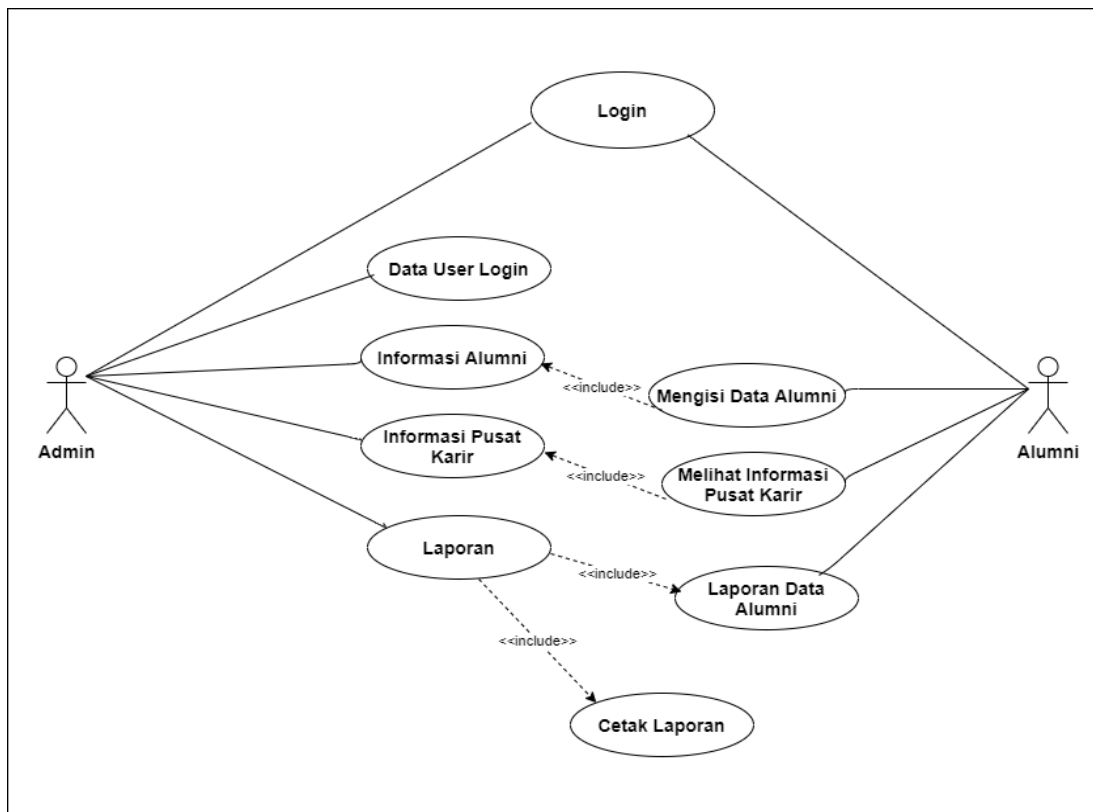 Login
Data User Login
Informasi Alumni
<<include>>
Mengisi Data Alumni
Admin
Alumni
Informasi Pusat
Karir
<<include>>
Melihat Informasi
Pusat Karir
Laporan
<<include>>
Laporan Data
Alumni
<<include>>
Cetak Laporan